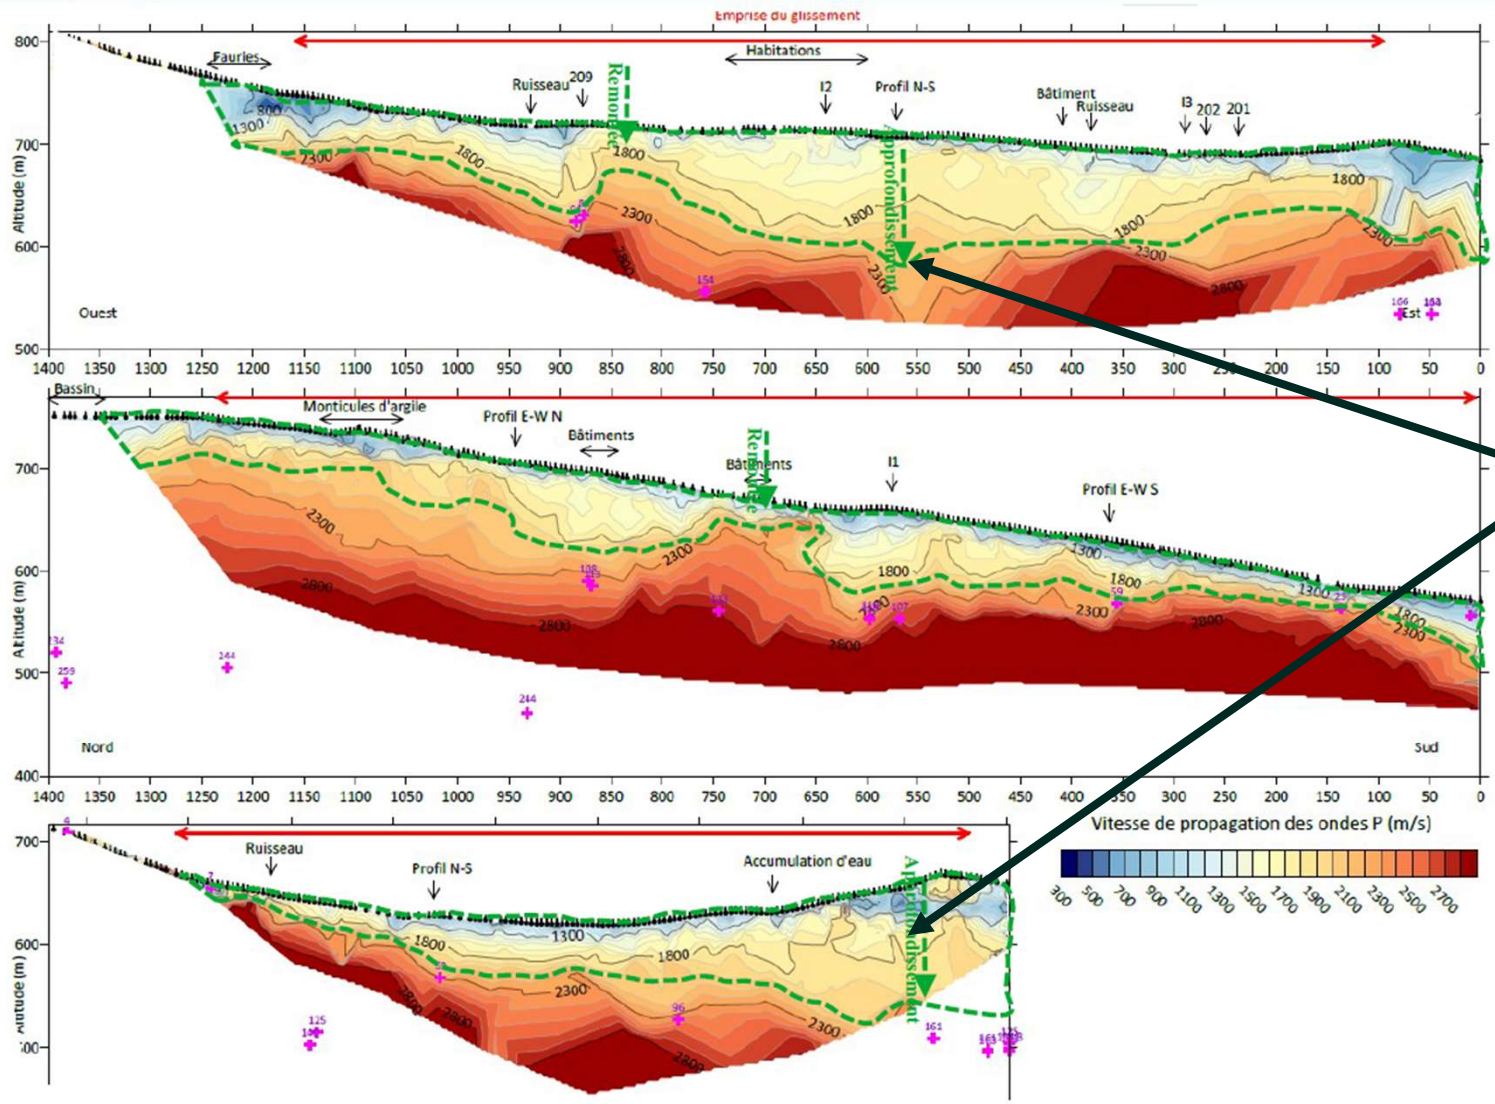 Emprise du glissement
800
Fauries
Habitations
Ruisseau
209
Remontée
I2
Profil N-S
Bâtiment
Ruisseau
I3
202
201
Approfondissement
800
1300
2300
1800
1800
2300
1800
1800
1800
2300
2300
2300
2800
2800
154
166
700
600
500
Altitude (m)
Ouest
Est
1400 1350 1300 1250 1200 1150 1100 1050 1000 950 900 850 800 750 700 650 600 550 500 450 400 350 300 250 200 150 100 50 0
Bassin
Monticules d'argile
Profil E-W N
Bâtiments
Remontée
Bâtiments
I1
Profil E-W S
700
600
500
400
Altitude (m)
2300
2300
1800
1300
1800
1300
1800
2300
2300
2800
2800
2800
2800
107
59
134
259
244
244
Nord
Sud
1400 1350 1300 1250 1200 1150 1100 1050 1000 950 900 850 800 750 700 650 600 550 500 450 400 350 300 250 200 150 100 50 0
Vitesse de propagation des ondes P (m/s)
300 500 700 900 1100 1300 1500 1700 1900 2100 2300 2500 2700
Ruisseau
Profil N-S
Accumulation d'eau
Approfondissement
700
600
1800
1300
1800
2300
2300
2800
2800
2800
96
125
161